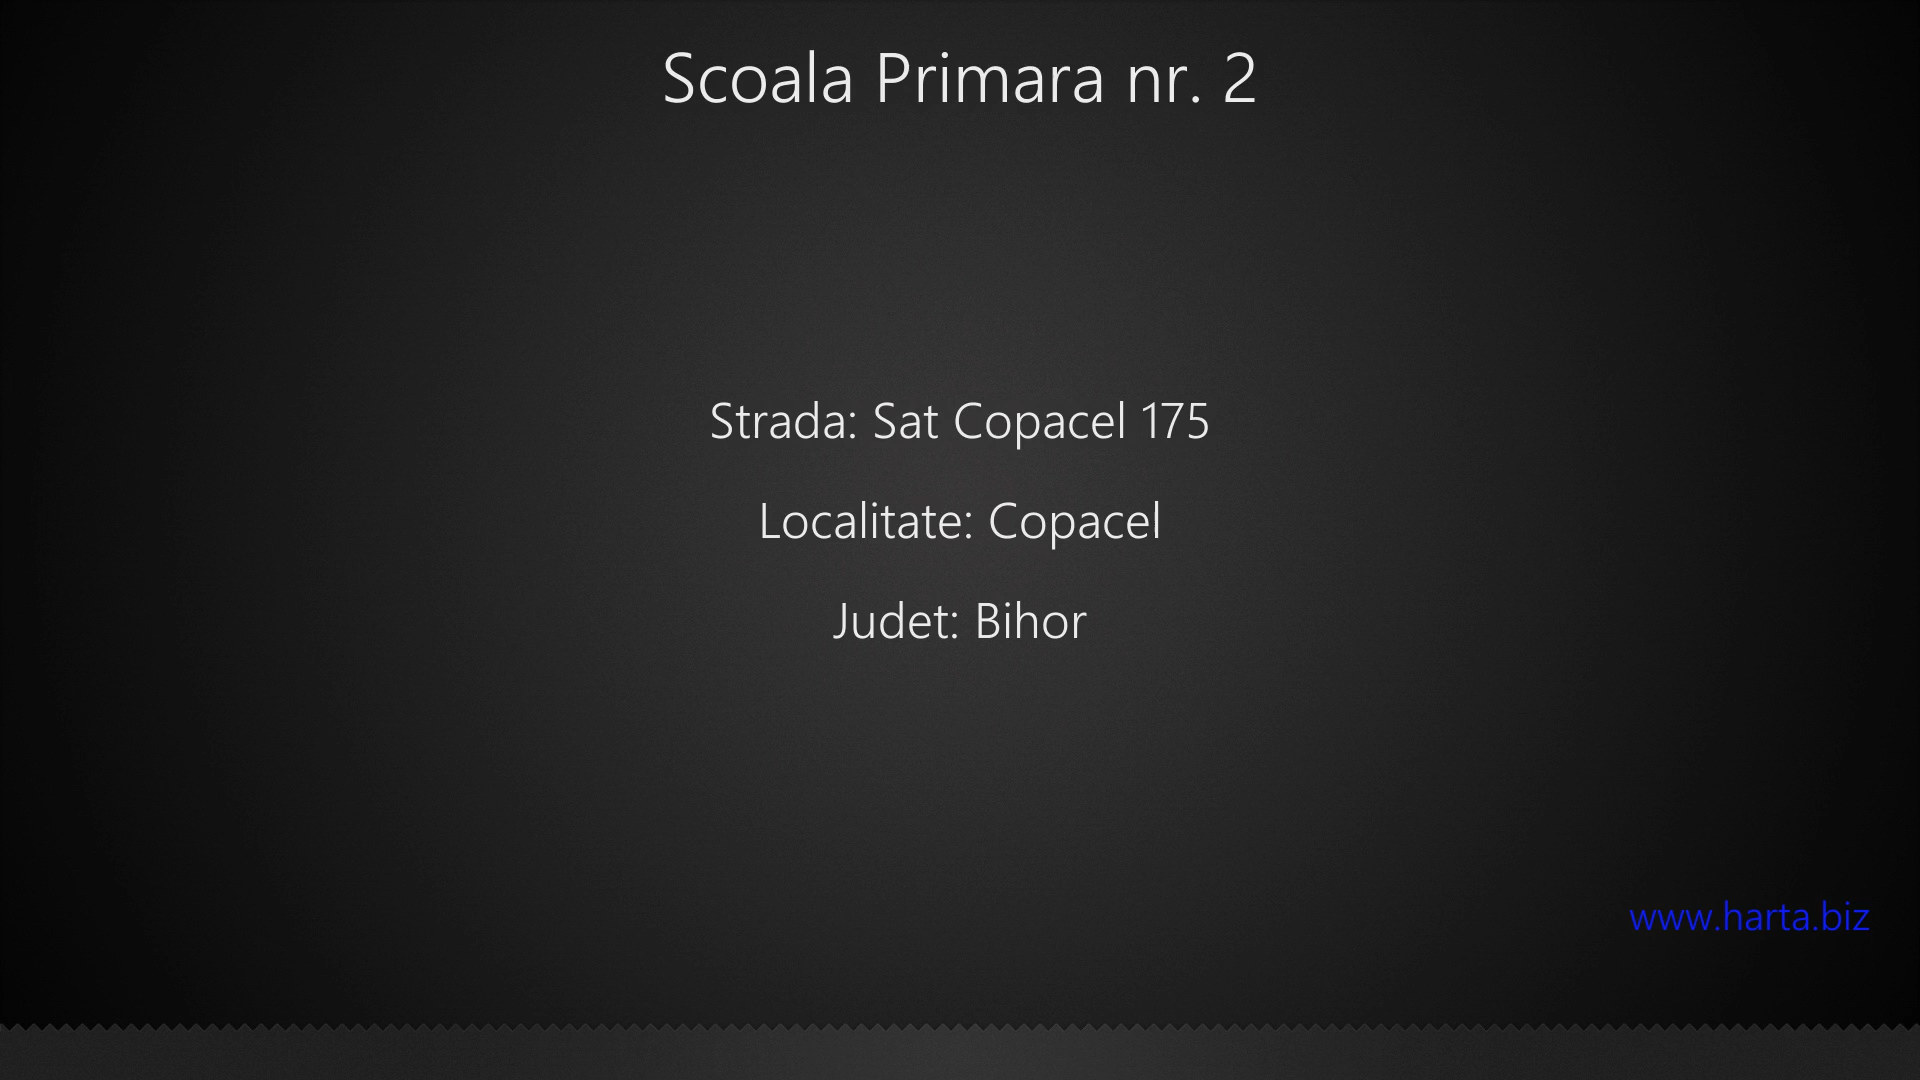 Scoala Primara nr. 2
Strada: Sat Copacel 175
Localitate: Copacel
Judet: Bihor
www.harta.biz